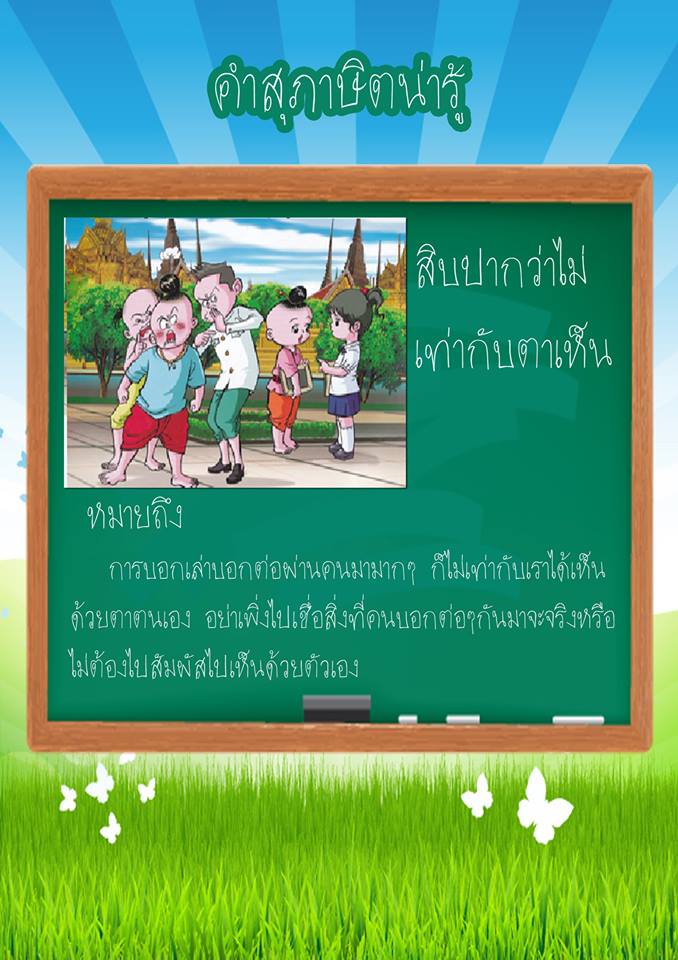 คำสุภาษิตน่ารู้
สิบปากว่าไม่
เท่ากับตาเห็น
หมายถึง
การบอกเล่าบอกต่อผ่านคนมามากๆ ก็ไม่เท่ากับเราได้เห็น
ด้วยตาตนเอง อย่าเพิ่งไปเชื่อสิ่งที่คนบอกต่อๆกันมาจะจริงหรือ
ไม่ต้องไปสัมผัสไปเห็นด้วยตัวเอง